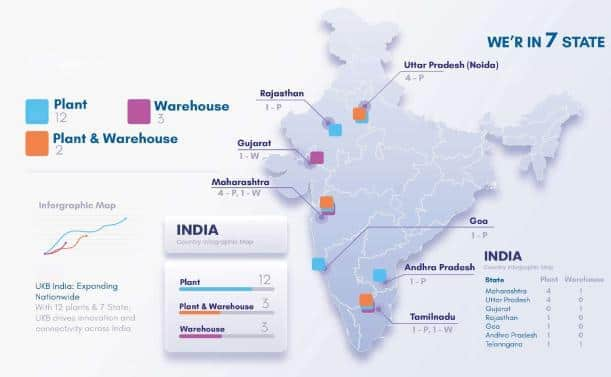 WE'R IN 7 STATE
Uttar Pradesh (Noida)
4 - P
Rajasthan
1 - P
Plant
12
Warehouse
3
Plant & Warehouse
2
Gujarat
1 - W
Maharashtra
4 - P, 1 - W
Inforgraphic Map
Goa
1 - P
INDIA
Country Infographic Map
INDIA
Country Infographic Map
Andhra Pradesh
1 - P
Plant 12
Plant & Warehouse 3
Warehouse 3
UKB India: Expanding
Nationwide
With 12 plants & 7 State,
UKB drives innovation and
connectivity across India
Tamilnadu
1 - P, 1 - W
State Plant Warehouse
Maharashtra 4 1
Uttar Pradesh 4 0
Gujarat 0 1
Rajasthan 1 0
Goa 1 0
Andhra Pradesh 1 0
Telanngana 1 1